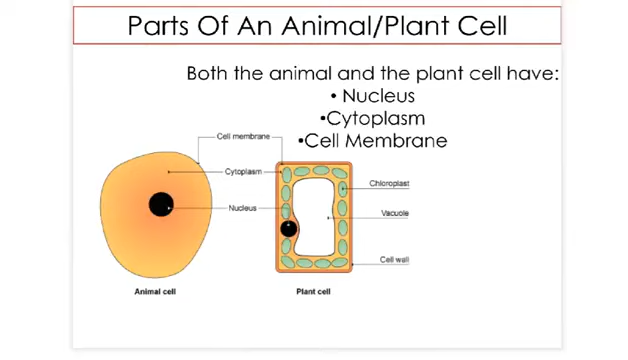 Parts Of An Animal/Plant Cell
Both the animal and the plant cell have:
• Nucleus
•Cytoplasm
•Cell Membrane
Cell membrane
Cytoplasm
Nucleus
Chloroplast
Vacuole
Cell wall
Animal cell
Plant cell